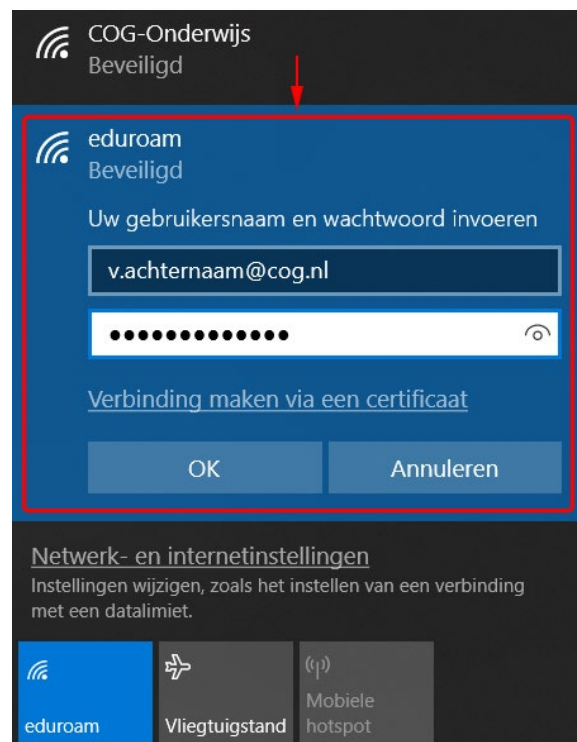 COG-Onderwijs
Beveiligd
eduroam
Beveiligd
Uw gebruikersnaam en wachtwoord invoeren
v.achternaam@cog.nl
•••••••••••••
Verbinding maken via een certificaat
OK
Annuleren
Netwerk- en internetinstellingen
Instellingen wijzigen, zoals het instellen van een verbinding
met een datalimiet.
eduroam
Vliegtuigstand
Mobiele
hotspot